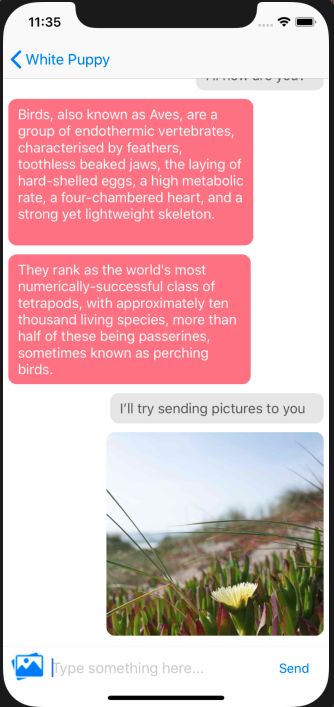 11:35
White Puppy
Birds, also known as Aves, are a
group of endothermic vertebrates,
characterised by feathers,
toothless beaked jaws, the laying of
hard-shelled eggs, a high metabolic
rate, a four-chambered heart, and a
strong yet lightweight skeleton.
They rank as the world's most
numerically-successful class of
tetrapods, with approximately ten
thousand living species, more than
half of these being passerines,
sometimes known as perching
birds.
I'll try sending pictures to you
Type something here...
Send